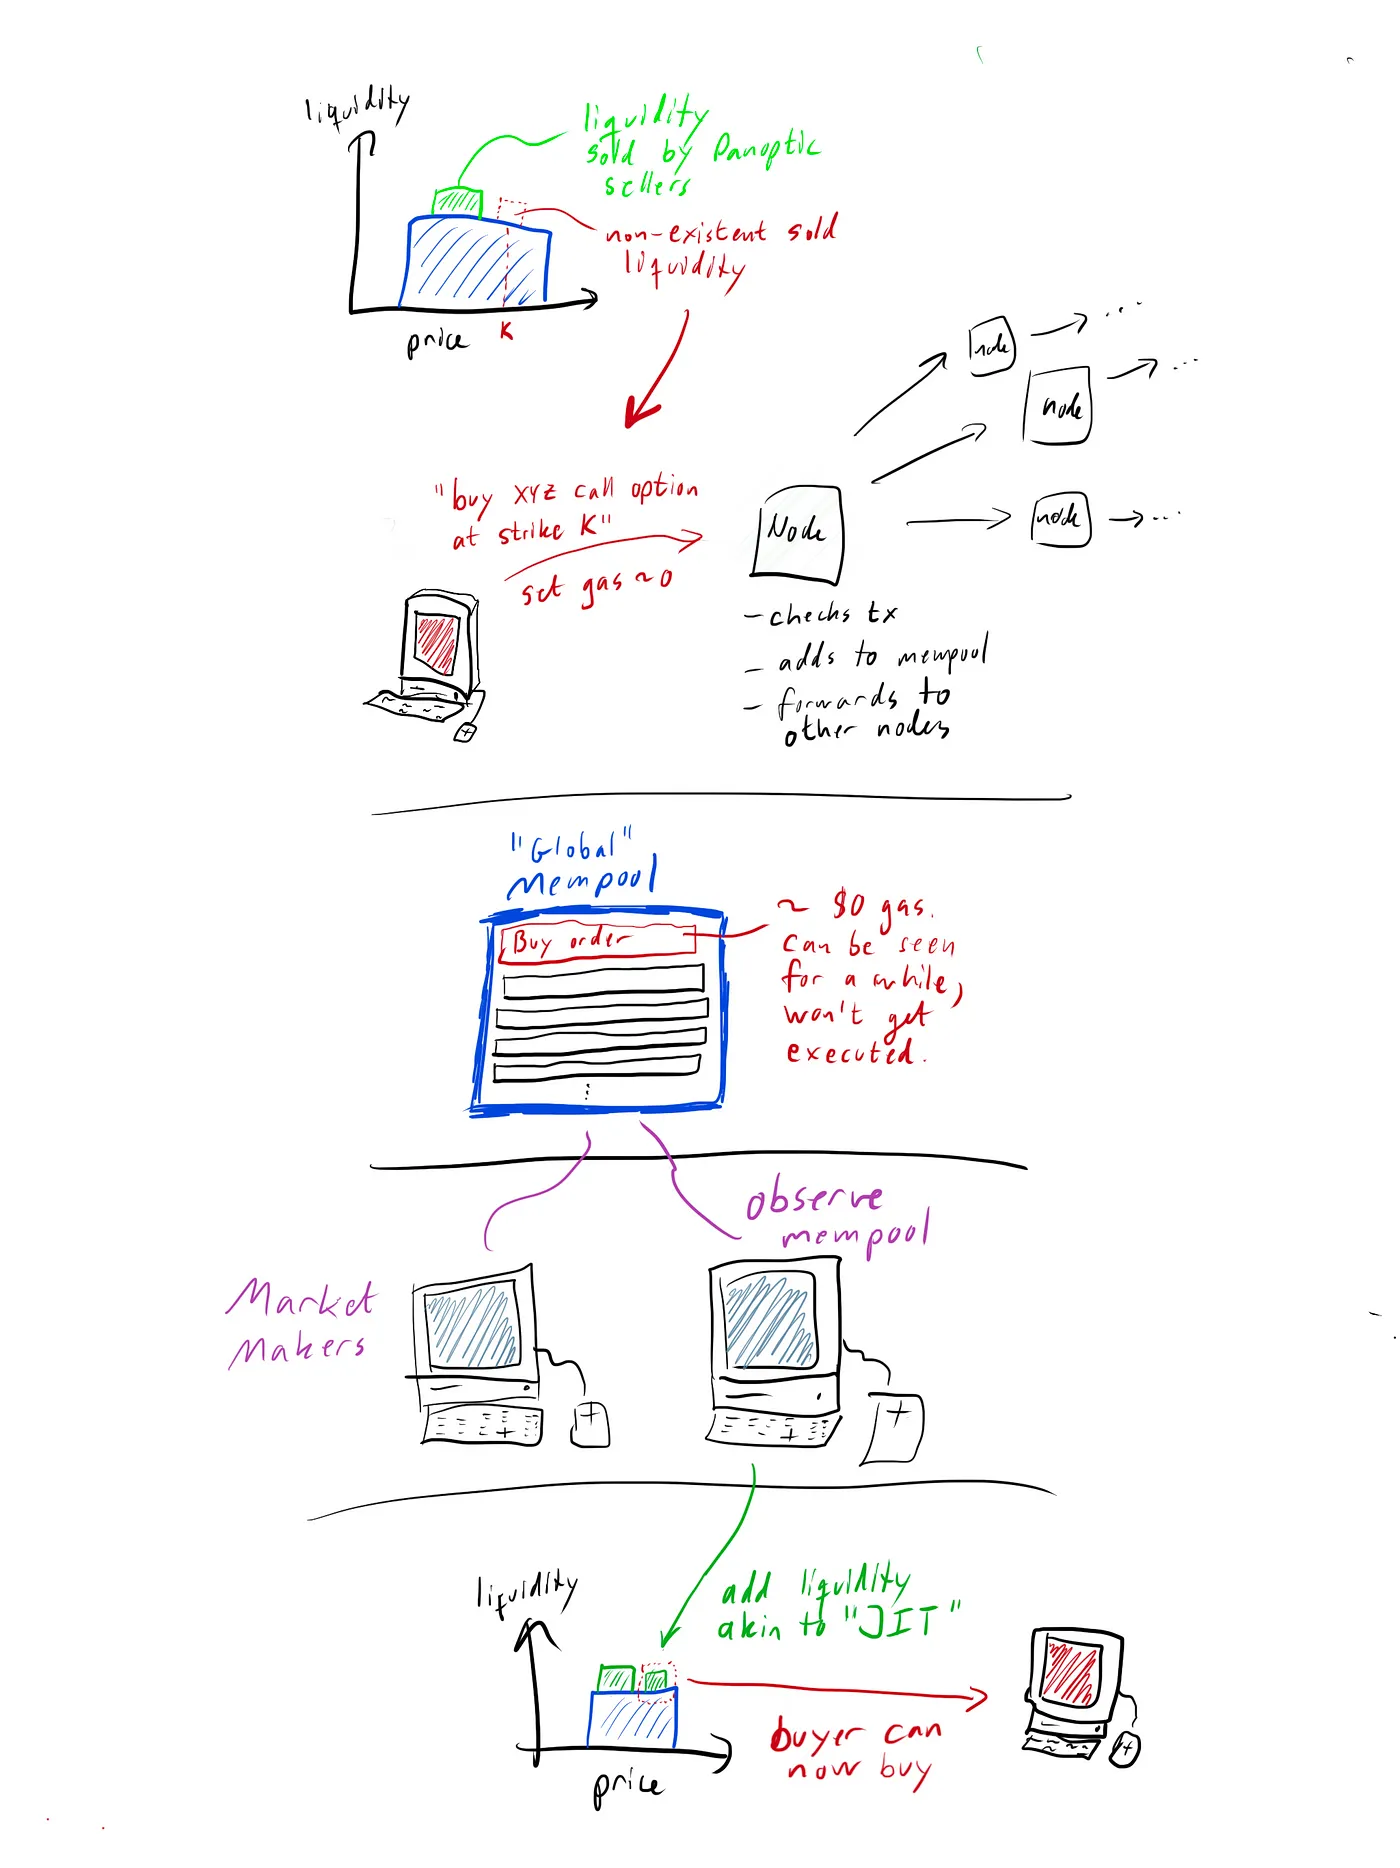 liquidity
liquidity
sold by Panoptic
sellers
non-existent sold
liquidity
price
K
node
node
node
"buy XYZ call option
at strike K"
set gas ~ 0
Node
- checks tx
- adds to mempool
- forwards to
other nodes
"Global"
Mempool
Buy order
~ $0 gas.
can be seen
for a while,
won't get
executed.
observe
mempool
Market
Makers
liquidity
add liquidity
akin to "JIT"
price
buyer can
now buy